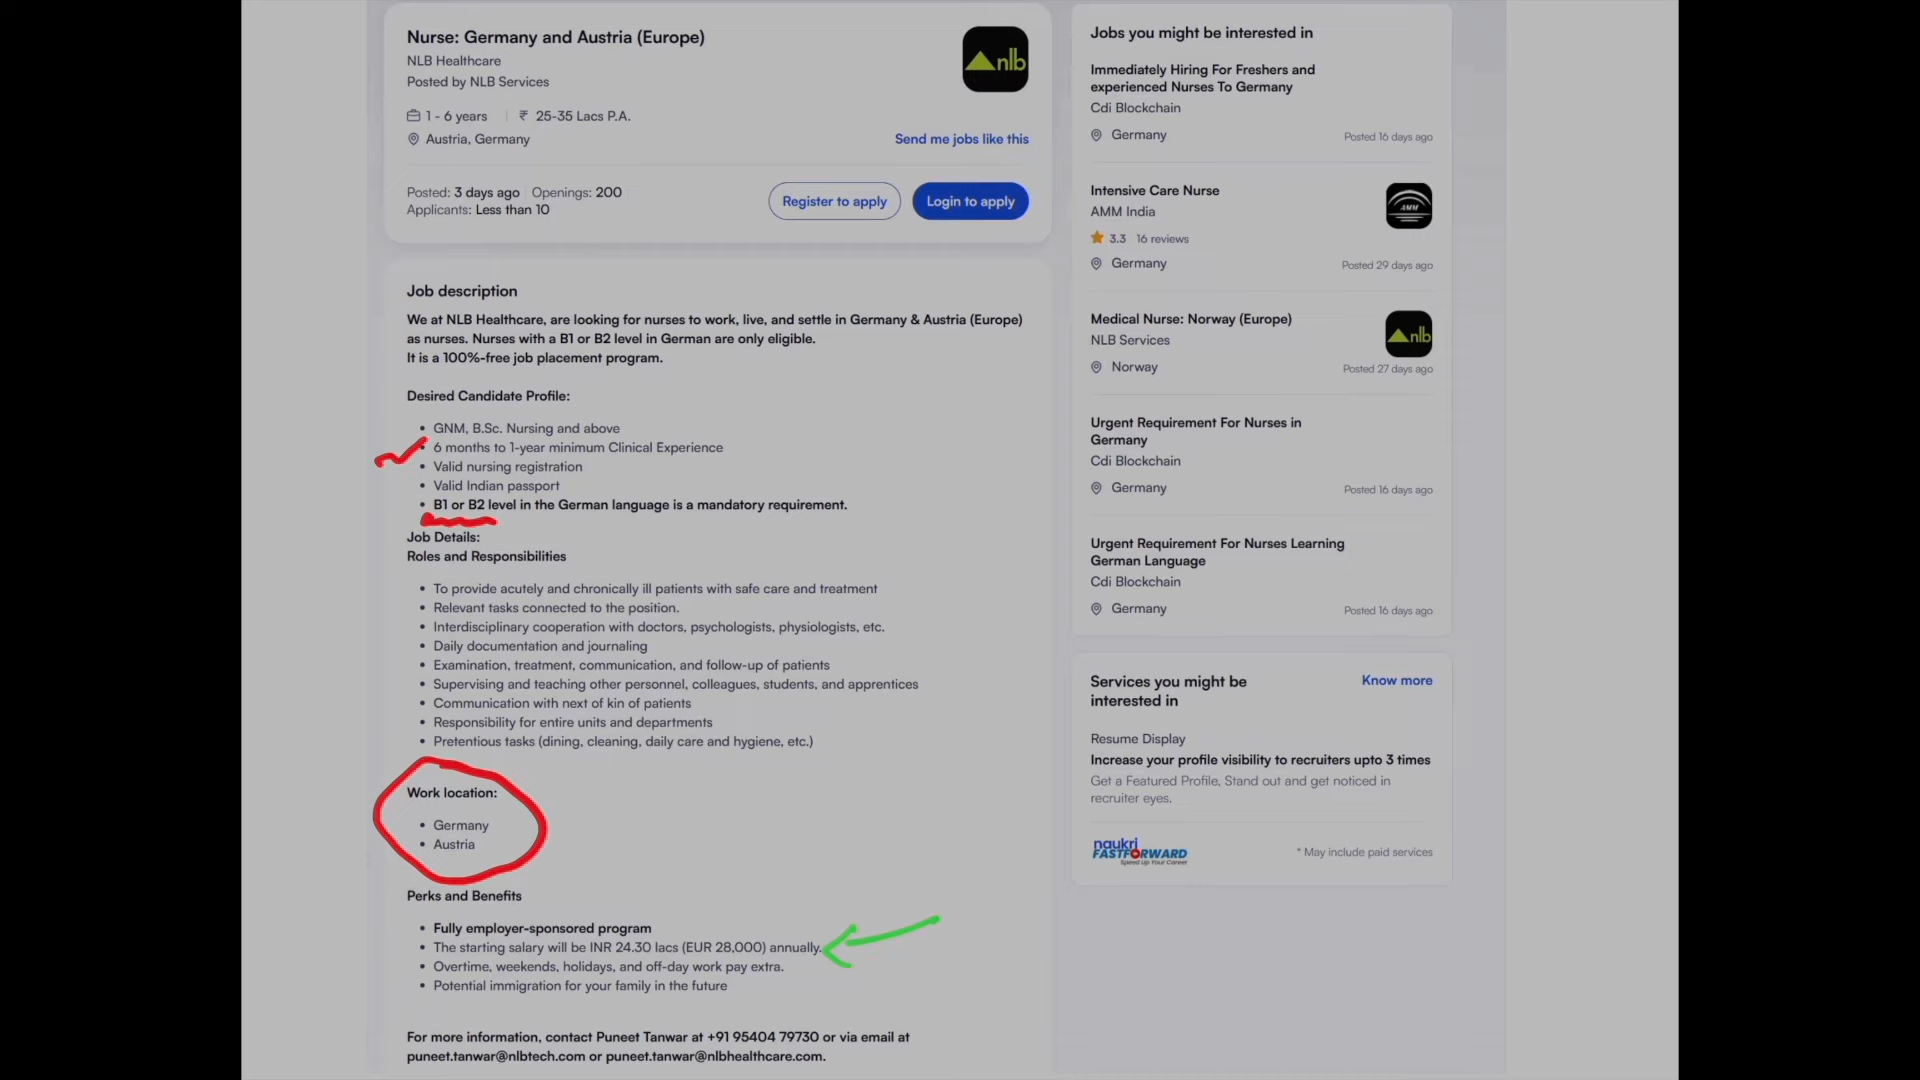 Nurse: Germany and Austria (Europe)
NLB Healthcare
Posted by NLB Services
nlb
1 - 6 years | ₹ 25-35 Lacs P.A.
Austria, Germany
Send me jobs like this
Posted: 3 days ago | Openings: 200
Applicants: Less than 10
Register to apply
Login to apply
Job description
We at NLB Healthcare, are looking for nurses to work, live, and settle in Germany & Austria (Europe)
as nurses. Nurses with a B1 or B2 level in German are only eligible.
It is a 100%-free job placement program.
Desired Candidate Profile:
• GNM, B.Sc. Nursing and above
• 6 months to 1-year minimum Clinical Experience
• Valid nursing registration
• Valid Indian passport
• B1 or B2 level in the German language is a mandatory requirement.
Job Details:
Roles and Responsibilities
• To provide acutely and chronically ill patients with safe care and treatment
• Relevant tasks connected to the position.
• Interdisciplinary cooperation with doctors, psychologists, physiologists, etc.
• Daily documentation and journaling
• Examination, treatment, communication, and follow-up of patients
• Supervising and teaching other personnel, colleagues, students, and apprentices
• Communication with next of kin of patients
• Responsibility for entire units and departments
• Pretentious tasks (dining, cleaning, daily care and hygiene, etc.)
Work location:
• Germany
• Austria
Perks and Benefits
• Fully employer-sponsored program
• The starting salary will be INR 24.30 lacs (EUR 28,000) annually.
• Overtime, weekends, holidays, and off-day work pay extra.
• Potential immigration for your family in the future
For more information, contact Puneet Tanwar at +91 95404 79730 or via email at
puneet.tanwar@nlbtech.com or puneet.tanwar@nlbhealthcare.com.
Jobs you might be interested in
Immediately Hiring For Freshers and
experienced Nurses To Germany
Cdi Blockchain
Germany
Posted 16 days ago
Intensive Care Nurse
AMM India
AMM
3.3 16 reviews
Germany
Posted 29 days ago
Medical Nurse: Norway (Europe)
NLB Services
nlb
Norway
Posted 27 days ago
Urgent Requirement For Nurses in
Germany
Cdi Blockchain
Germany
Posted 16 days ago
Urgent Requirement For Nurses Learning
German Language
Cdi Blockchain
Germany
Posted 16 days ago
Services you might be
interested in
Know more
Resume Display
Increase your profile visibility to recruiters upto 3 times
Get a Featured Profile, Stand out and get noticed in
recruiter eyes.
naukri
FASTFORWARD
Speed Up Your Career
* May include paid services